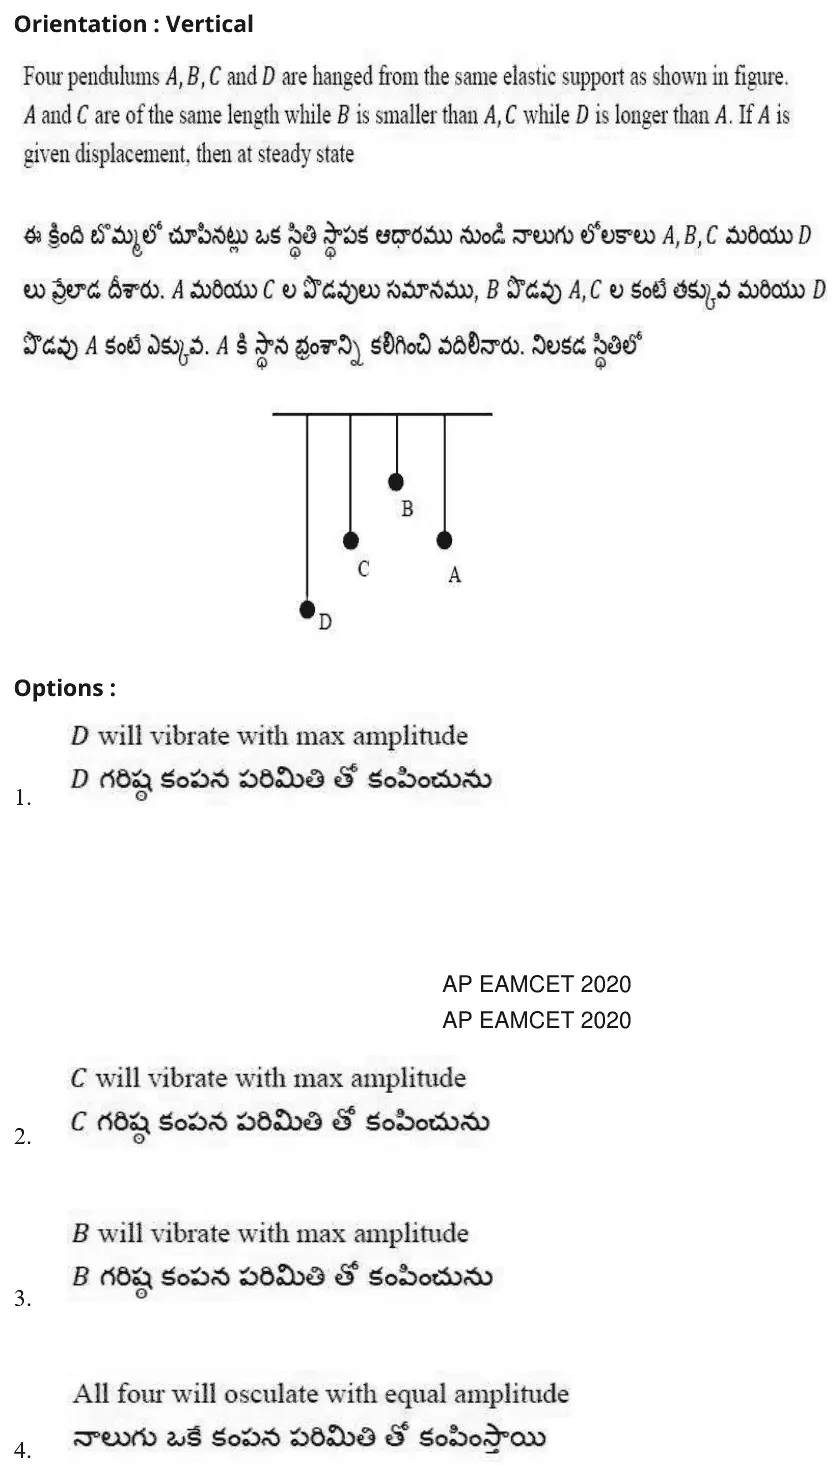 Orientation : Vertical
Four pendulums A, B, C and D are hanged from the same elastic support as shown in figure.
A and C are of the same length while B is smaller than A, C while D is longer than A. If A is
given displacement, then at steady state
ఈ క్రింది బొమ్మలో చూపినట్లు ఒక స్థితి స్థాపక ఆధారము నుండి నాలుగు లోలకాలు A, B, C మరియు D
లు వ్రేలాడ దీశారు. A మరియు C ల పొడవులు సమానము, B పొడవు A, C ల కంటే తక్కువ మరియు D
పొడవు A కంటే ఎక్కువ. A కి స్థాన భ్రంశాన్ని కలిగించి వదిలినారు. నిలకడ స్థితిలో
B
C
A
D
Options :
D will vibrate with max amplitude
D గరిష్ఠ కంపన పరిమితి తో కంపించును
1.
AP EAMCET 2020
AP EAMCET 2020
C will vibrate with max amplitude
C గరిష్ఠ కంపన పరిమితి తో కంపించును
2.
B will vibrate with max amplitude
B గరిష్ఠ కంపన పరిమితి తో కంపించును
3.
All four will osculate with equal amplitude
నాలుగు ఒకే కంపన పరిమితి తో కంపిస్తాయి
4.